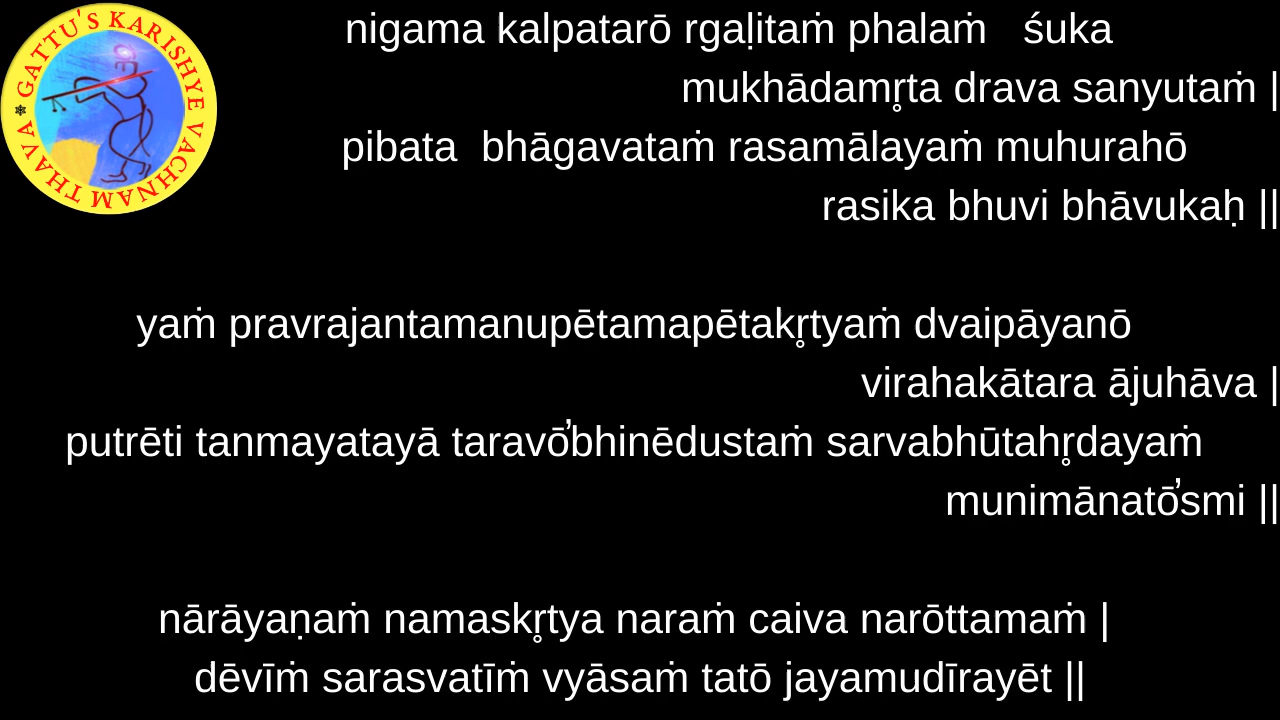 GATTU'S KARISHYE VACHNAM THAVA
nigama kalpatarō rgaḷitaṁ phalaṁ śuka
mukhādamr̥ta drava sanyutaṁ |
pibata bhāgavataṁ rasamālayaṁ muhurahō
rasika bhuvi bhāvukaḥ ||
yaṁ pravrajantamanupētamapētakr̥tyaṁ dvaipāyanō
virahakātara ājuhāva |
putrēti tanmayatayā taravō̕bhinēdustaṁ sarvabhūtahr̥dayaṁ
munimānatō̕smi ||
nārāyaṇaṁ namaskr̥tya naraṁ caiva narōttamaṁ |
dēvīṁ sarasvatīṁ vyāsaṁ tatō jayamudīrayēt ||